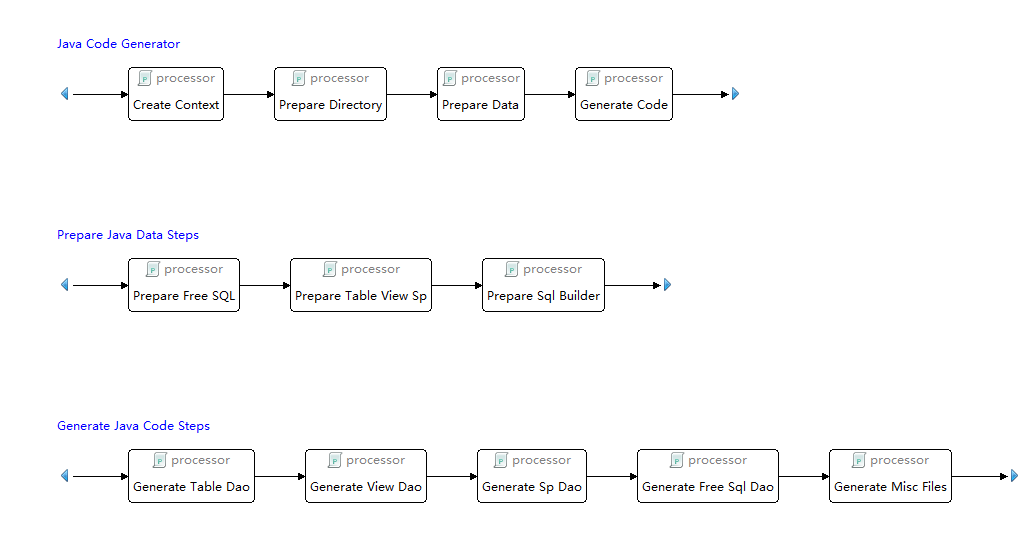 Java Code Generator
processor processor processor processor
Create Context Prepare Directory Prepare Data Generate Code
Prepare Java Data Steps
processor processor processor
Prepare Free SQL Prepare Table View Sp Prepare Sql Builder
Generate Java Code Steps
processor processor processor processor processor
Generate Table Dao Generate View Dao Generate Sp Dao Generate Free Sql Dao Generate Misc Files